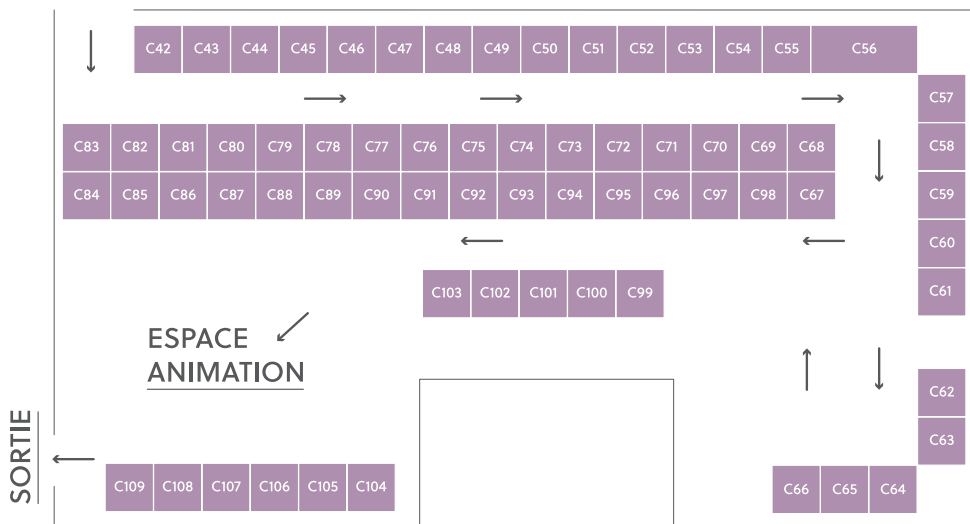 C42 C43 C44 C45 C46 C47 C48 C49 C50 C51 C52 C53 C54 C55 C56
C57
C83 C82 C81 C80 C79 C78 C77 C76 C75 C74 C73 C72 C71 C70 C69 C68
C58
C84 C85 C86 C87 C88 C89 C90 C91 C92 C93 C94 C95 C96 C97 C98 C67
C59
C60
C103 C102 C101 C100 C99
C61
ESPACE
ANIMATION
C62
C63
SORTIE
C109 C108 C107 C106 C105 C104
C66 C65 C64